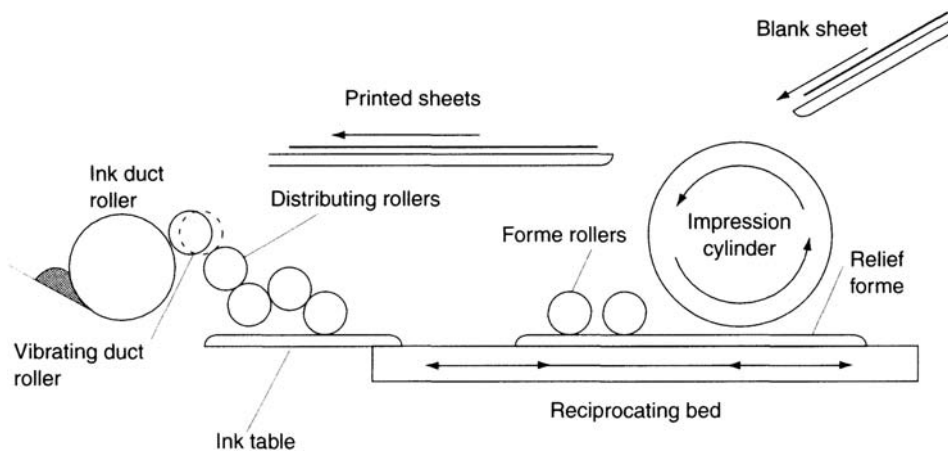 Blank sheet
Printed sheets
Ink duct
roller
Distributing rollers
Forme rollers
Impression
cylinder
Relief
forme
Vibrating duct
roller
Reciprocating bed
Ink table